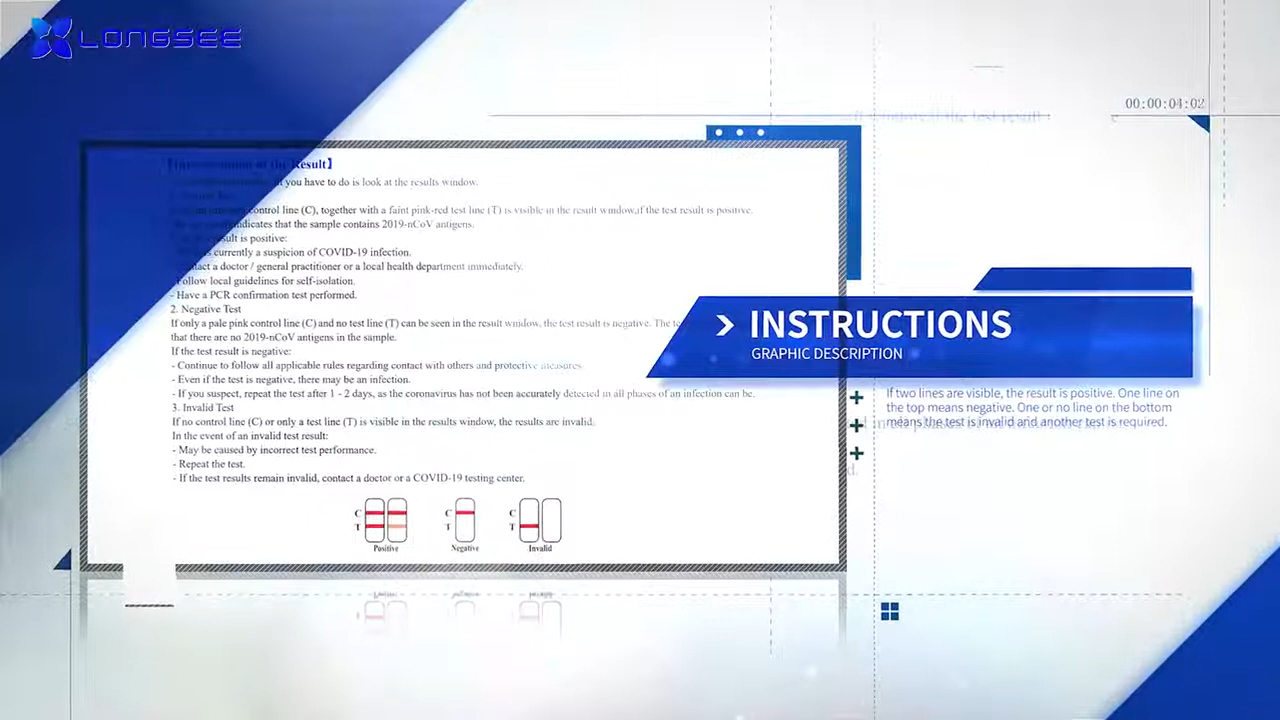 LONGSEE
00:00:04:02
of the Result】
you have to do is look at the results window.
control line (C), together with a faint pink-red test line (T) is visible in the result window,if the test result is positive.
indicates that the sample contains 2019-nCoV antigens.
result is positive:
is currently a suspicion of COVID-19 infection.
contact a doctor / general practitioner or a local health department immediately.
- Follow local guidelines for self-isolation.
- Have a PCR confirmation test performed.
2. Negative Test
If only a pale pink control line (C) and no test line (T) can be seen in the result window, the test result is negative. The
that there are no 2019-nCoV antigens in the sample.
If the test result is negative:
- Continue to follow all applicable rules regarding contact with others and protective measures.
- Even if the test is negative, there may be an infection.
- If you suspect, repeat the test after 1 - 2 days, as the coronavirus has not been accurately detected in all phases of an infection can be.
3. Invalid Test
If no control line (C) or only a test line (T) is visible in the results window, the results are invalid.
In the event of an invalid test result:
- May be caused by incorrect test performance.
- Repeat the test.
- If the test results remain invalid, contact a doctor or a COVID-19 testing center.
C C C
T T T
Positive Negative Invalid
INSTRUCTIONS
GRAPHIC DESCRIPTION
If two lines are visible, the result is positive. One line on
the top means negative. One or no line on the bottom
means the test is invalid and another test is required.